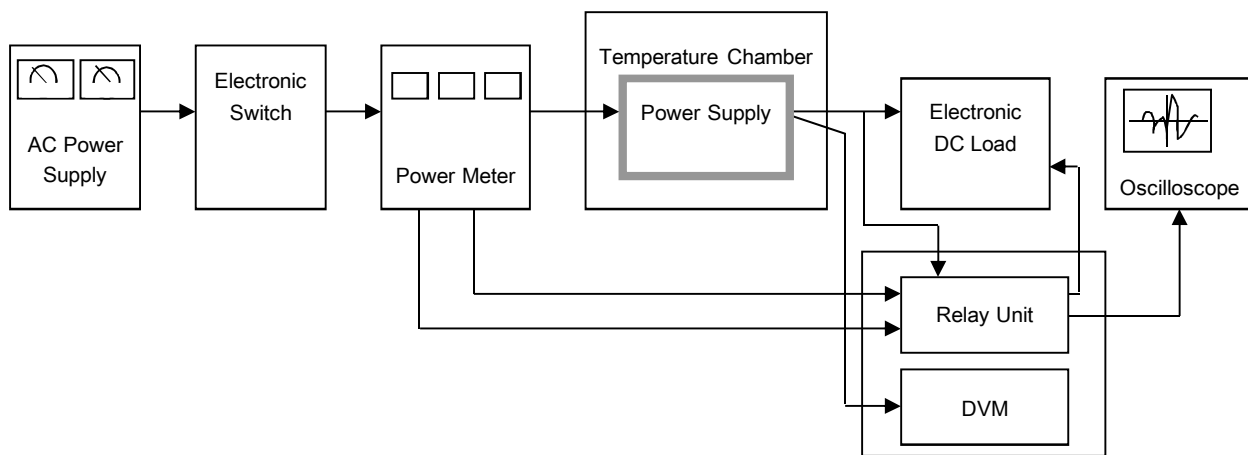 AC Power
Supply
Electronic
Switch
Power Meter
Temperature Chamber
Power Supply
Electronic
DC Load
Oscilloscope
Relay Unit
DVM